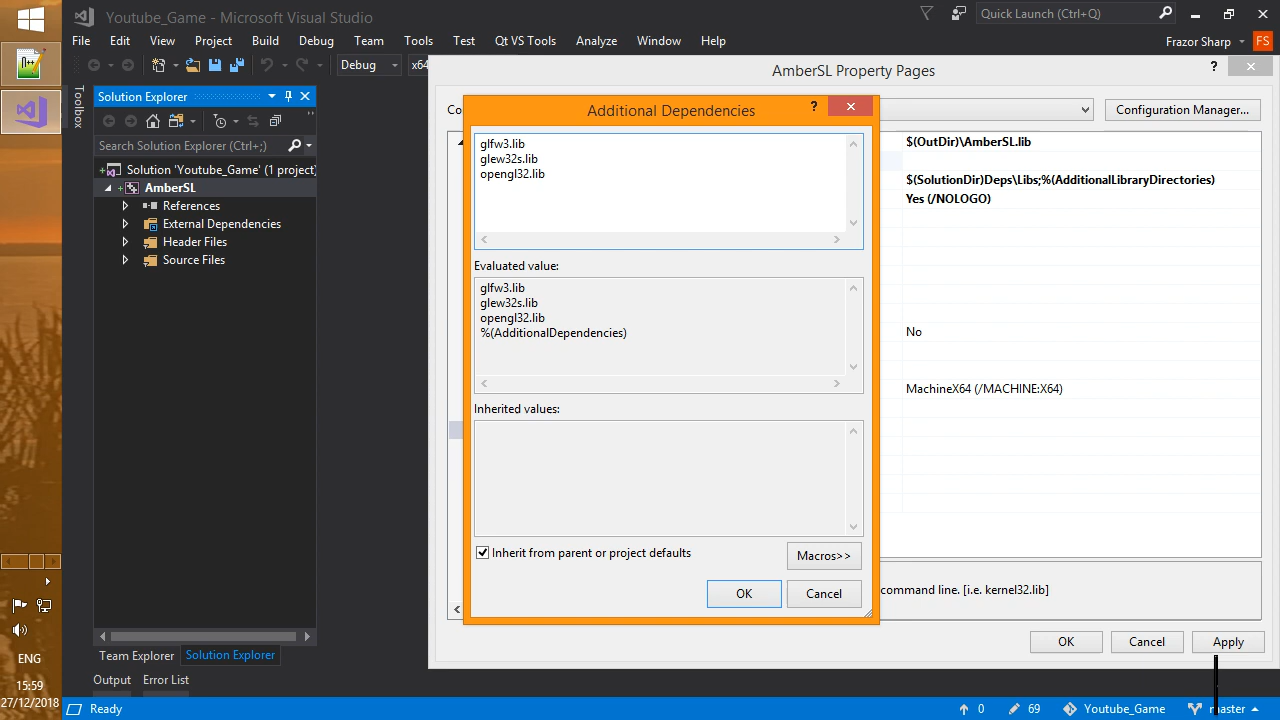 Youtube_Game - Microsoft Visual Studio
Quick Launch (Ctrl+Q)
File Edit View Project Build Debug Team Tools Test Qt VS Tools Analyze Window Help
Frazor Sharp FS
Debug x64
AmberSL Property Pages ?
Toolbox
Solution Explorer
Search Solution Explorer (Ctrl+;)
Solution 'Youtube_Game' (1 project)
AmberSL
References
External Dependencies
Header Files
Source Files
Team Explorer Solution Explorer
Output Error List
Co
Configuration Manager...
Additional Dependencies ?
glfw3.lib
glew32s.lib
opengl32.lib
Evaluated value:
glfw3.lib
glew32s.lib
opengl32.lib
%(AdditionalDependencies)
Inherited values:
Inherit from parent or project defaults
Macros>>
OK Cancel
$(OutDir)\AmberSL.lib
$(SolutionDir)Deps\Libs;%(AdditionalLibraryDirectories)
Yes (/NOLOGO)
No
MachineX64 (/MACHINE:X64)
command line. [i.e. kernel32.lib]
OK Cancel Apply
ENG
15:59
27/12/2018
Ready
0 69 Youtube_Game master